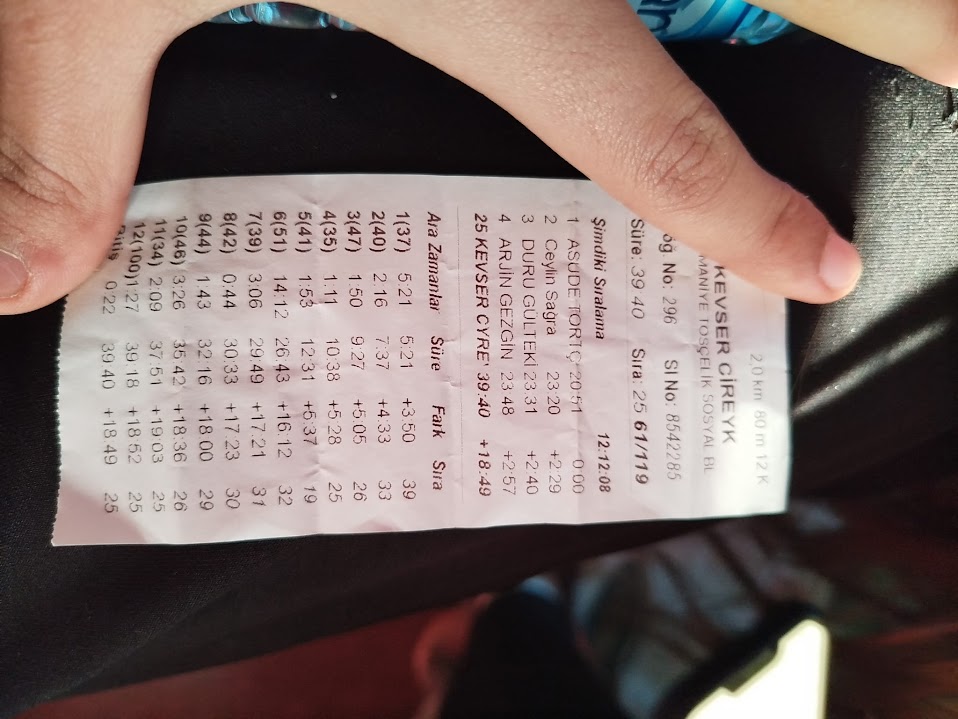 2,0 km 80 m 12 K
KEVSER CİREYK
MANİYE TOSÇELİK SOSYAL Bİ
oğ. No: 296 SI No: 8542285
Süre: 39:40 Sıra: 25 61/119
Şimdiki Sıralama 12:12:08
1 ASUDE TORTÇ 20:51 0:00
2 Ceylin Sağra 23:20 +2:29
3 DURU GÜLTEKİ 23:31 +2:40
4 ARJİN GEZGİN 23:48 +2:57
25 KEVSER CYRE 39:40 +18:49
Ara Zamanlar Süre Fark Sıra
1(37) 5:21 5:21 +3:50 39
2(40) 2:16 7:37 +4:33 33
3(47) 1:50 9:27 +5:05 26
4(35) 1:11 10:38 +5:28 25
5(41) 1:53 12:31 +5:37 19
6(51) 14:12 26:43 +16:12 32
7(39) 3:06 29:49 +17:21 31
8(42) 0:44 30:33 +17:23 30
9(44) 1:43 32:16 +18:00 29
10(46) 3:26 35:42 +18:36 26
11(34) 2:09 37:51 +19:03 25
12(100)1:27 39:18 +18:52 25
Bitiş 0:22 39:40 +18:49 25